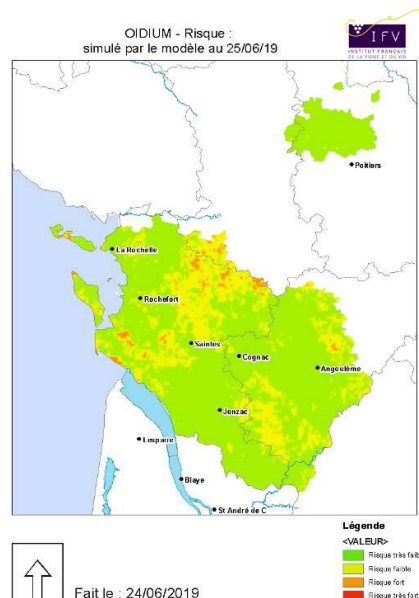 OIDIUM - Risque :
simulé par le modèle au 25/06/19
IFV
INSTITUT FRANÇAIS
DE LA VIGNE ET DU VIN
Poitiers
La Rochelle
Rochefort
Saintes
Cognac
Angoulême
Jonzac
Lesparre
Blaye
St André de C
Légende
<VALEUR>
Risque très faib
Risque faible
Risque fort
Risque très fort
Fait le : 24/06/2019